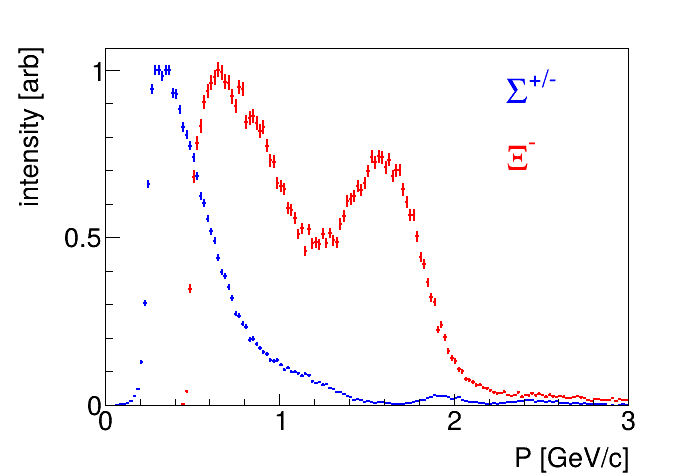 intensity [arb]
1
0.5
0
Σ+/-
Ξ-
0 1 2 3
P [GeV/c]